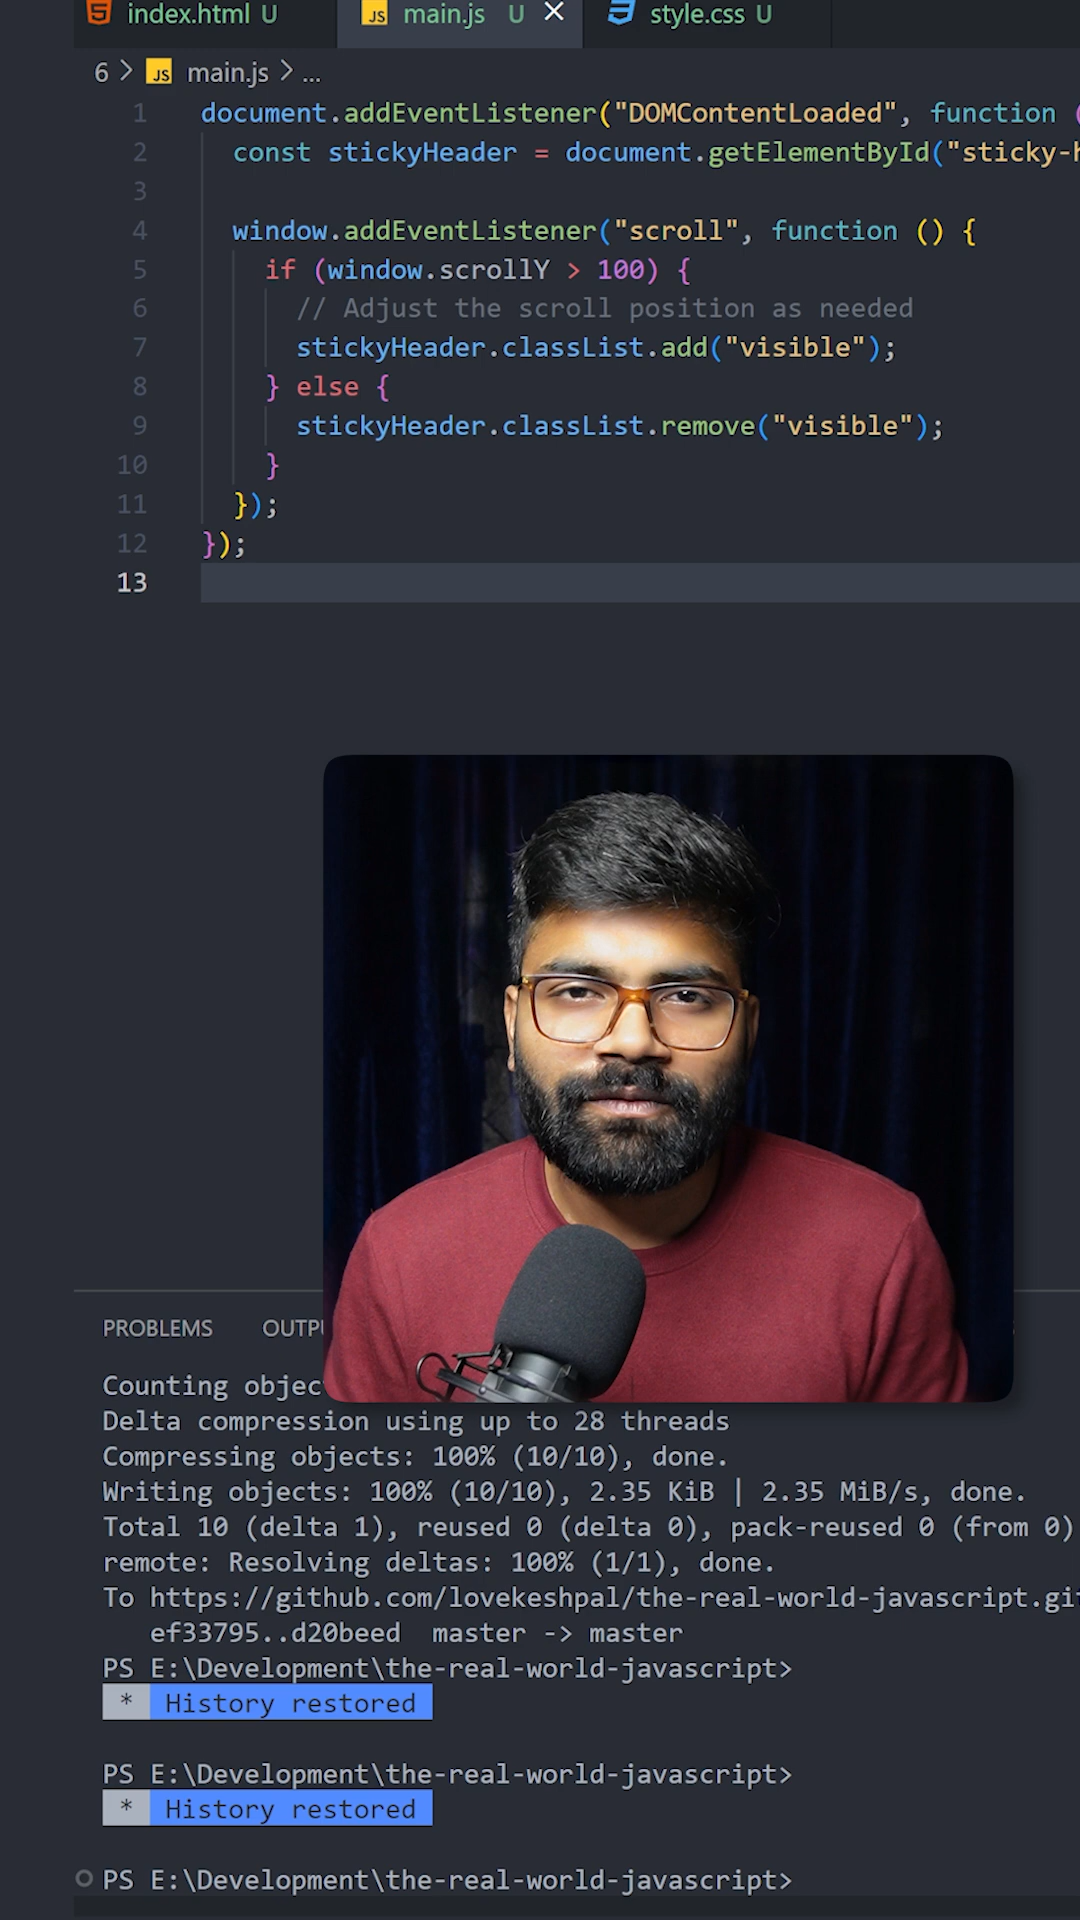 index.html U main.js U style.css U
6 > JS main.js > ...
1 document.addEventListener("DOMContentLoaded", function (
2 const stickyHeader = document.getElementById("sticky-h
3
4 window.addEventListener("scroll", function () {
5 if (window.scrollY > 100) {
6 // Adjust the scroll position as needed
7 stickyHeader.classList.add("visible");
8 } else {
9 stickyHeader.classList.remove("visible");
10 }
11 });
12 });
13
PROBLEMS OUTPU
Counting objec
Delta compression using up to 28 threads
Compressing objects: 100% (10/10), done.
Writing objects: 100% (10/10), 2.35 KiB | 2.35 MiB/s, done.
Total 10 (delta 1), reused 0 (delta 0), pack-reused 0 (from 0)
remote: Resolving deltas: 100% (1/1), done.
To https://github.com/lovekeshpal/the-real-world-javascript.git
ef33795..d20beed master -> master
PS E:\Development\the-real-world-javascript>
* History restored
PS E:\Development\the-real-world-javascript>
* History restored
PS E:\Development\the-real-world-javascript>